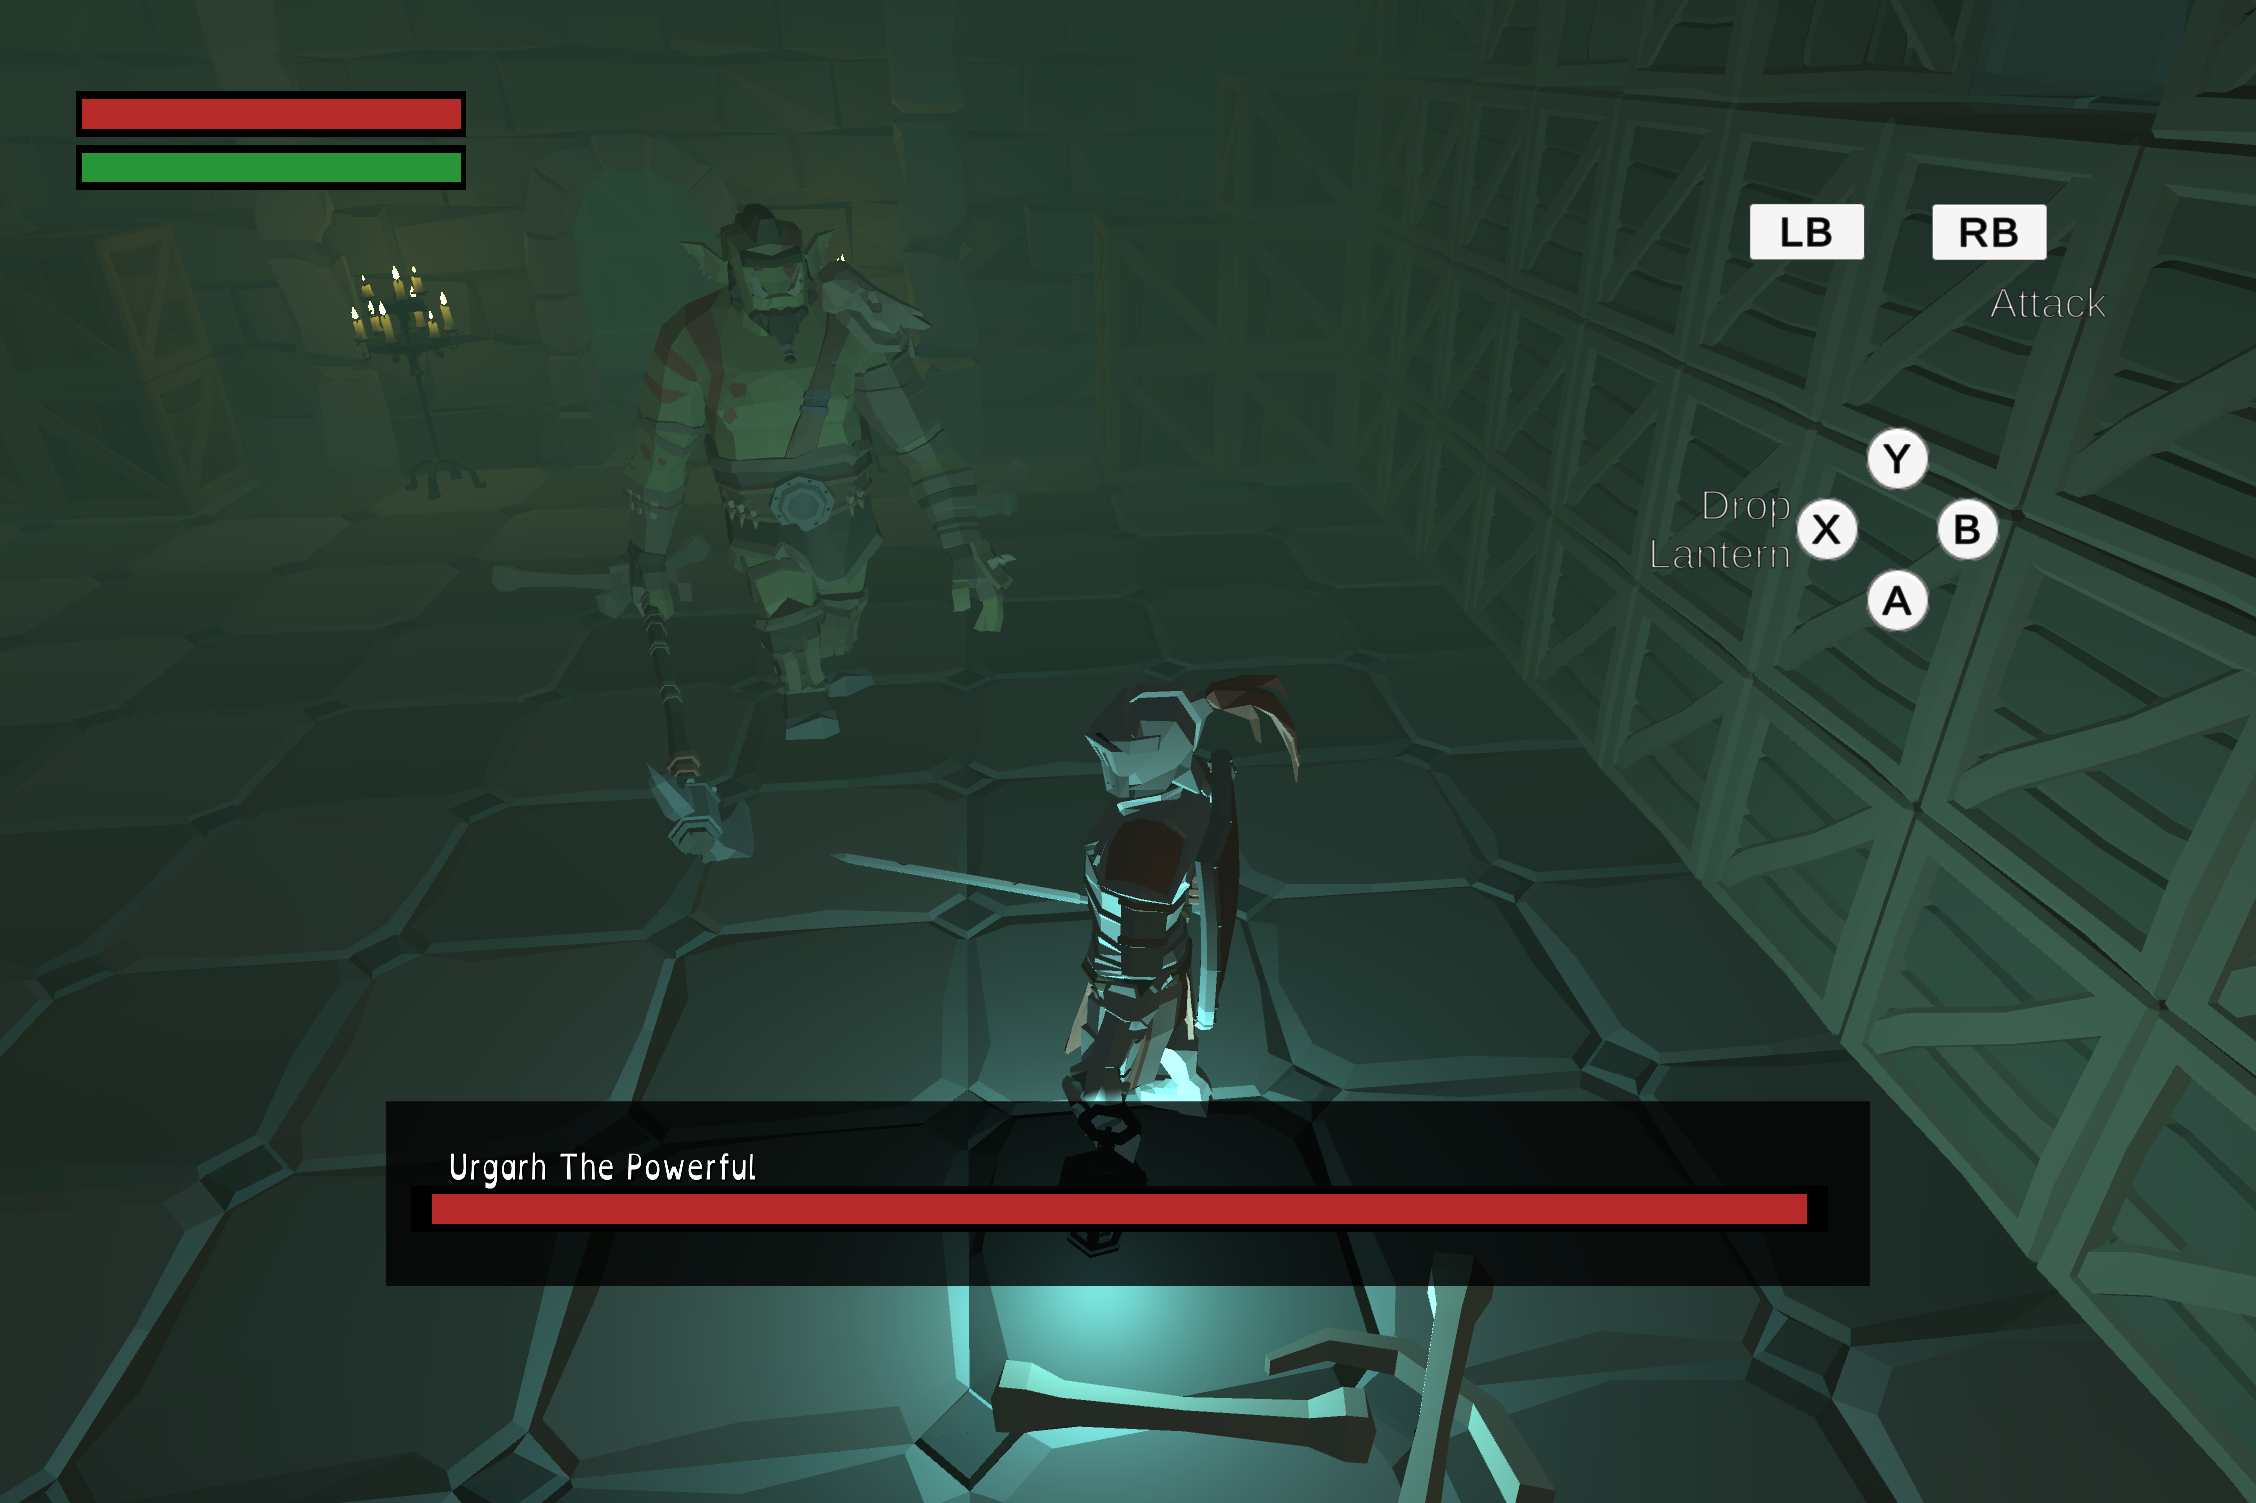 LB
RB
Attack
Y
Drop
Lantern
X
B
A
Urgarh The Powerful